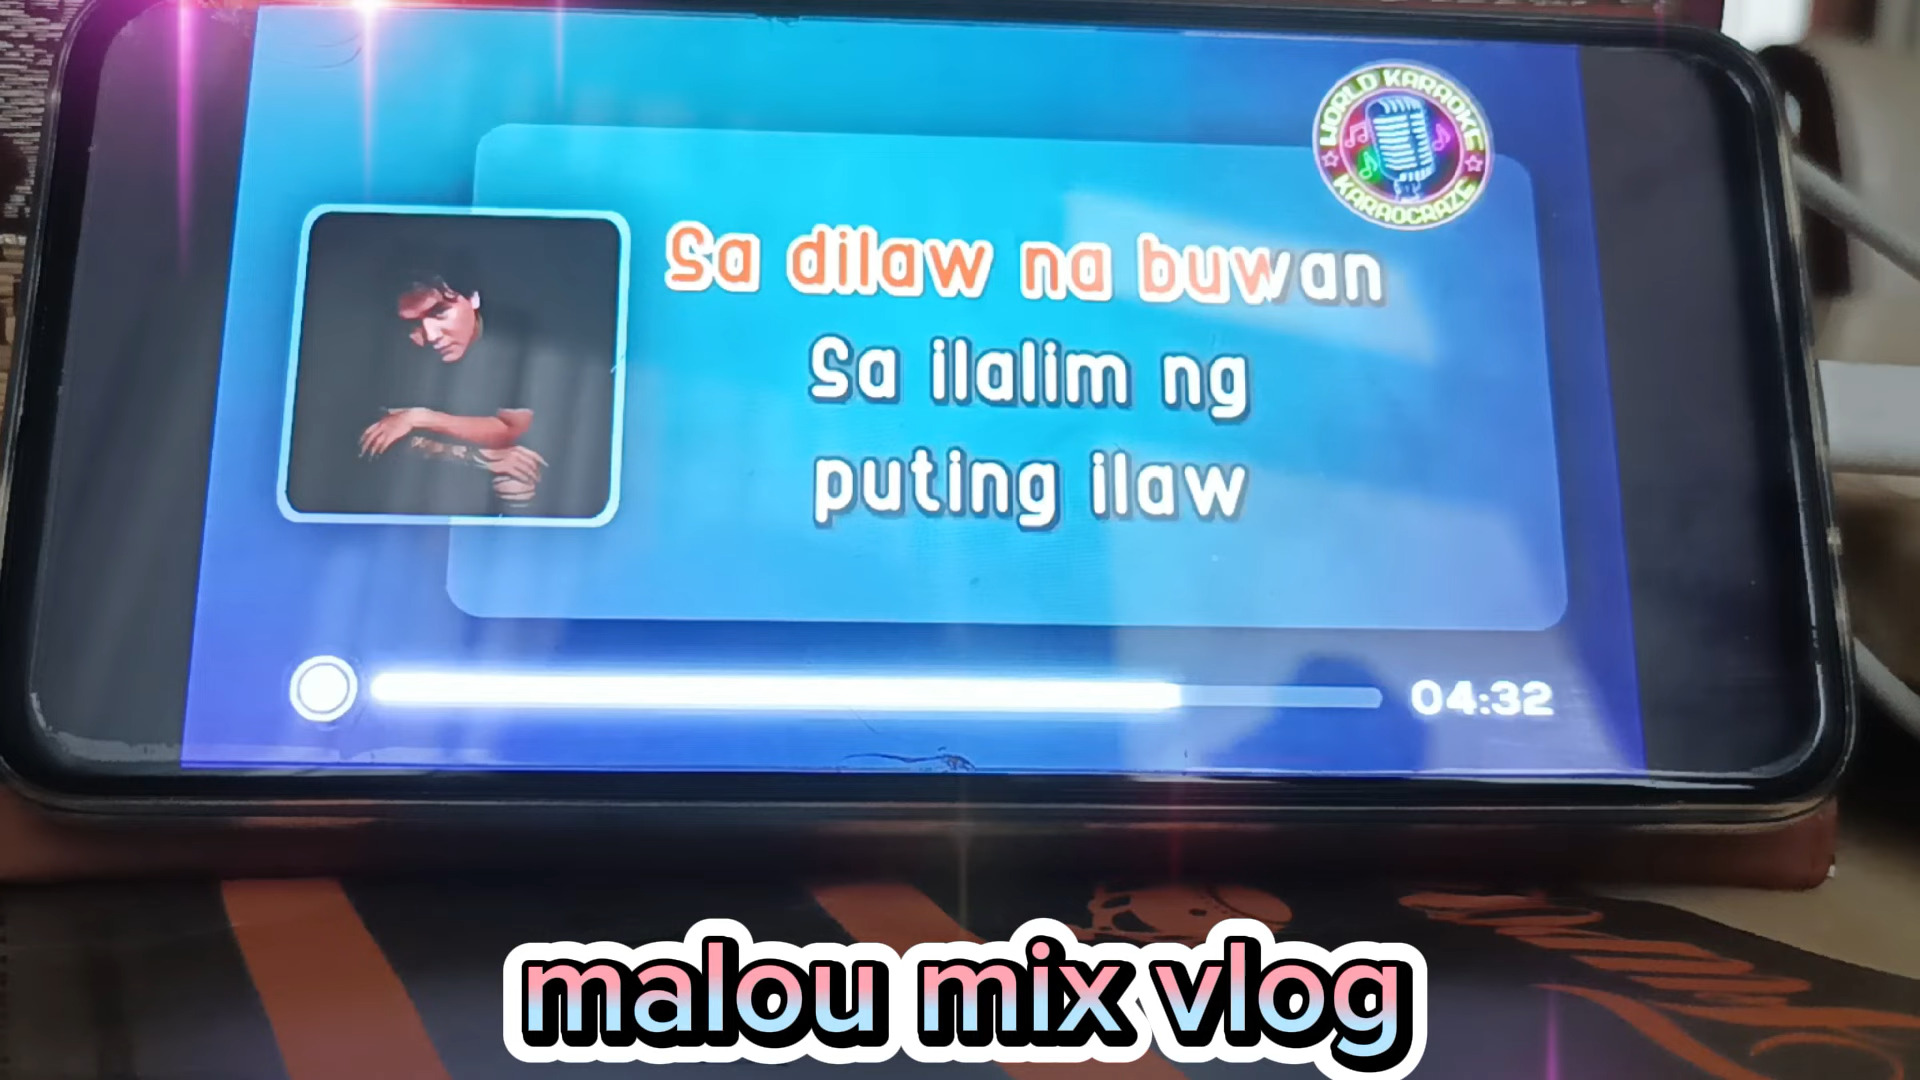 WORLD KARAOKE
KARAOCRAZE
Sa dilaw na buwan
Sa ilalim ng
puting ilaw
04:32
malou mix vlog